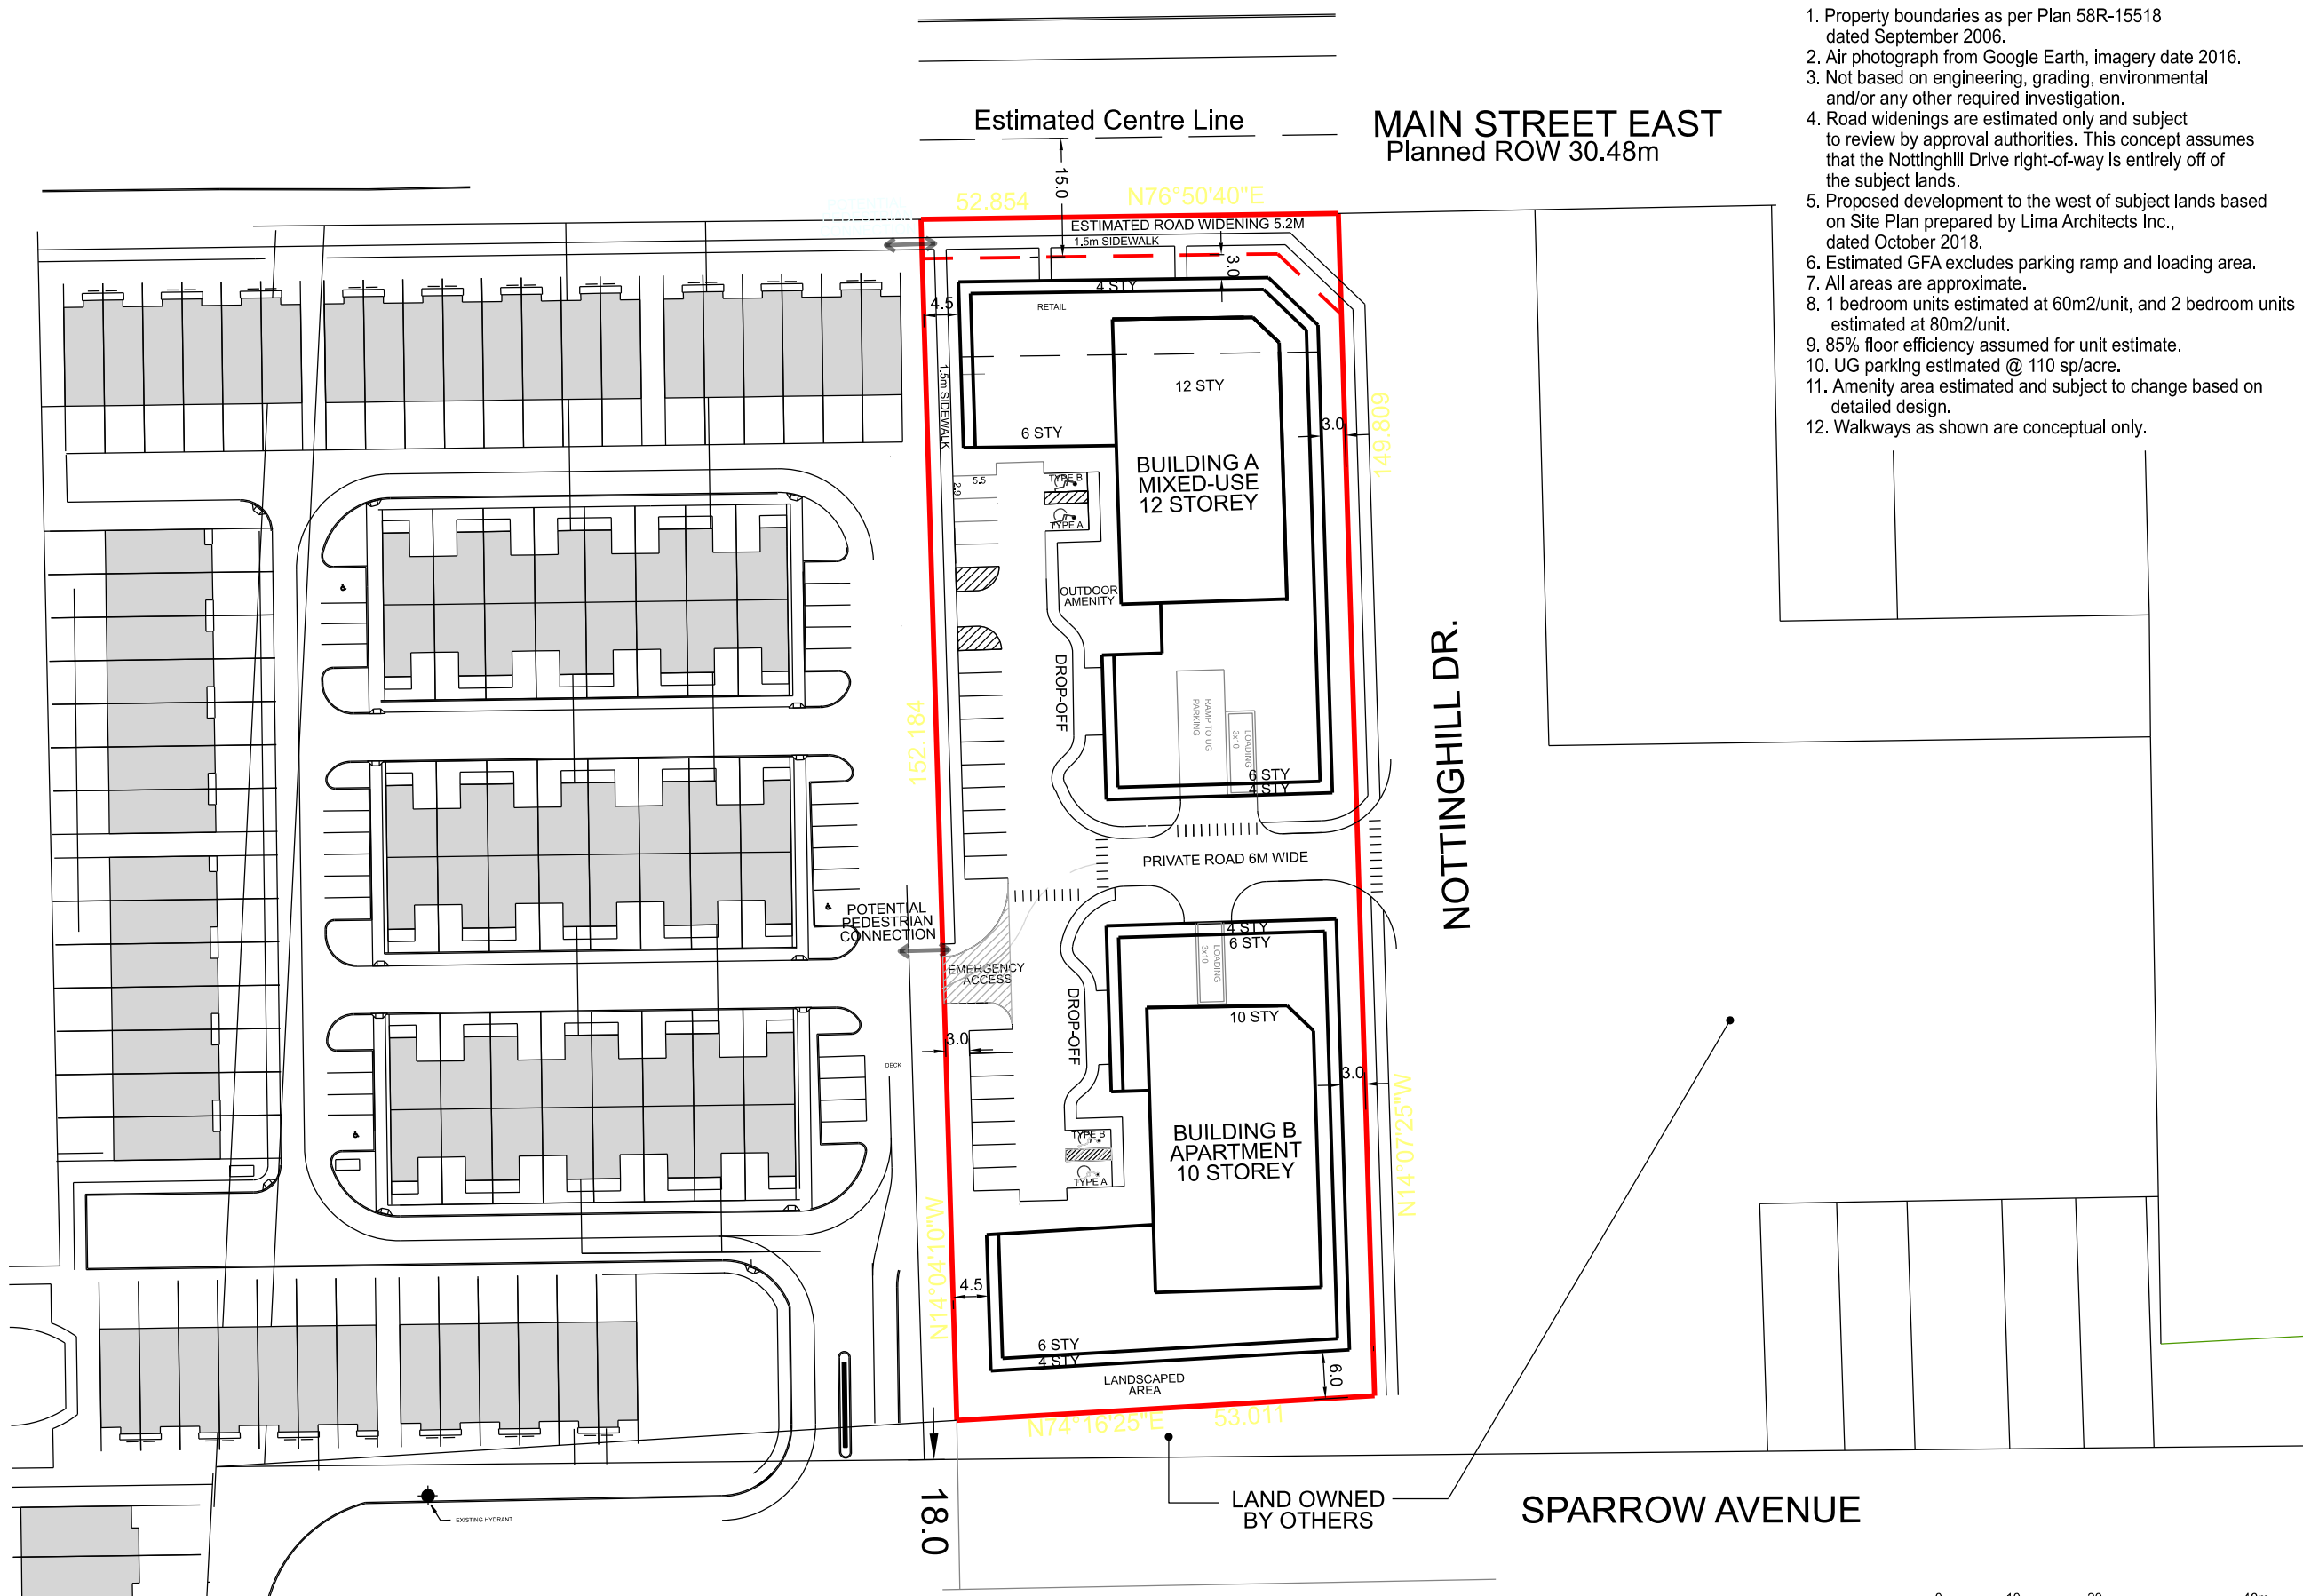 1. Property boundaries as per Plan 58R-15518
dated September 2006.
2. Air photograph from Google Earth, imagery date 2016.
3. Not based on engineering, grading, environmental
and/or any other required investigation.
4. Road widenings are estimated only and subject
to review by approval authorities. This concept assumes
that the Nottinghill Drive right-of-way is entirely off of
the subject lands.
5. Proposed development to the west of subject lands based
on Site Plan prepared by Lima Architects Inc.,
dated October 2018.
6. Estimated GFA excludes parking ramp and loading area.
7. All areas are approximate.
8. 1 bedroom units estimated at 60m2/unit, and 2 bedroom units
estimated at 80m2/unit.
9. 85% floor efficiency assumed for unit estimate.
10. UG parking estimated @ 110 sp/acre.
11. Amenity area estimated and subject to change based on
detailed design.
12. Walkways as shown are conceptual only.
Estimated Centre Line
MAIN STREET EAST
Planned ROW 30.48m
15.0
52.854
N76°50'40"E
ESTIMATED ROAD WIDENING 5.2M
1.5m SIDEWALK
3.0
4 STY
4.5
RETAIL
1.5m SIDEWALK
12 STY
6 STY
3.0
149.809
BUILDING A
MIXED-USE
12 STOREY
5.5
2.9
TYPE B
TYPE A
OUTDOOR
AMENITY
DROP-OFF
RAMP TO UG
PARKING
LOADING
3x10
6 STY
4 STY
152.184
NOTTINGHILL DR.
PRIVATE ROAD 6M WIDE
POTENTIAL
PEDESTRIAN
CONNECTION
EMERGENCY
ACCESS
4 STY
6 STY
LOADING
3x10
DROP-OFF
10 STY
3.0
3.0
DECK
BUILDING B
APARTMENT
10 STOREY
TYPE B
TYPE A
N14°07'25"W
N14°04'10"W
4.5
6 STY
4 STY
6.0
LANDSCAPED
AREA
N74°16'25"E
53.011
18.0
LAND OWNED
BY OTHERS
SPARROW AVENUE
EXISTING HYDRANT